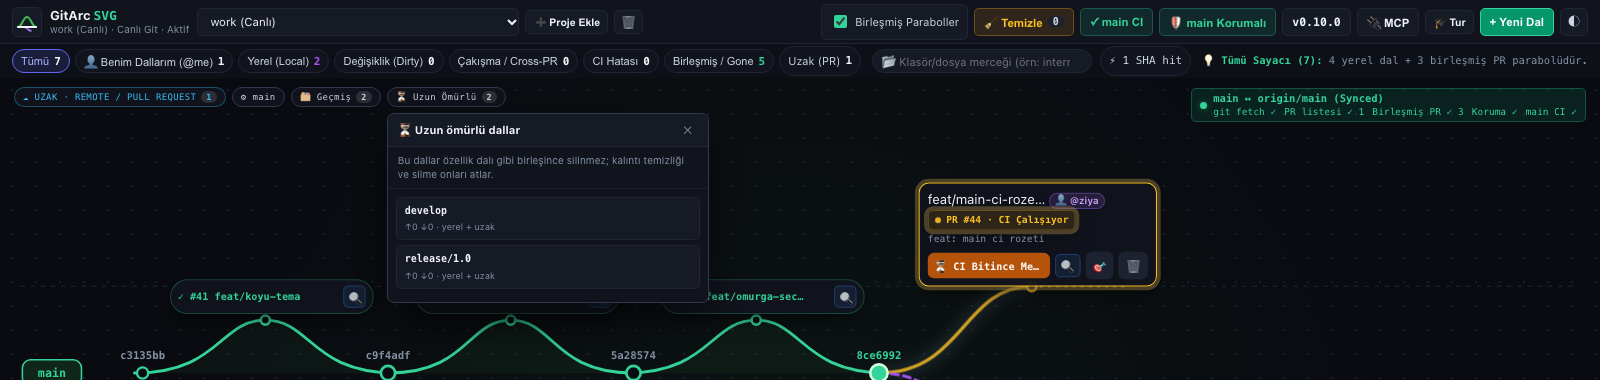 GitArc SVG
work (Canlı) · Canlı Git · Aktif
work (Canlı)
Proje Ekle
Birleşmiş Paraboller
Temizle 0
✓ main CI
main Korumalı
v0.10.0
MCP
Tur
+ Yeni Dal
Tümü 7
Benim Dallarım (@me) 1
Yerel (Local) 2
Değişiklik (Dirty) 0
Çakışma / Cross-PR 0
CI Hatası 0
Birleşmiş / Gone 5
Uzak (PR) 1
Klasör/dosya merceği (örn: interr
⚡ 1 SHA hit
Tümü Sayacı (7): 4 yerel dal + 3 birleşmiş PR parabolüdür.
UZAK · REMOTE / PULL REQUEST 1
main
Geçmiş 2
Uzun Ömürlü 2
main ↔ origin/main (Synced)
git fetch ✓ PR listesi ✓ 1 Birleşmiş PR ✓ 3 Koruma ✓ main CI ✓
Uzun ömürlü dallar
Bu dallar özellik dalı gibi birleşince silinmez; kalıntı temizliği
ve silme onları atlar.
develop
↑0 ↓0 · yerel + uzak
release/1.0
↑0 ↓0 · yerel + uzak
feat/main-ci-roze… @ziya
PR #44 · CI Çalışıyor
feat: main ci rozeti
CI Bitince Me…
✓ #41 feat/koyu-tema
feat/omurga-sec…
c3135bb
c9f4adf
5a28574
8ce6992
main